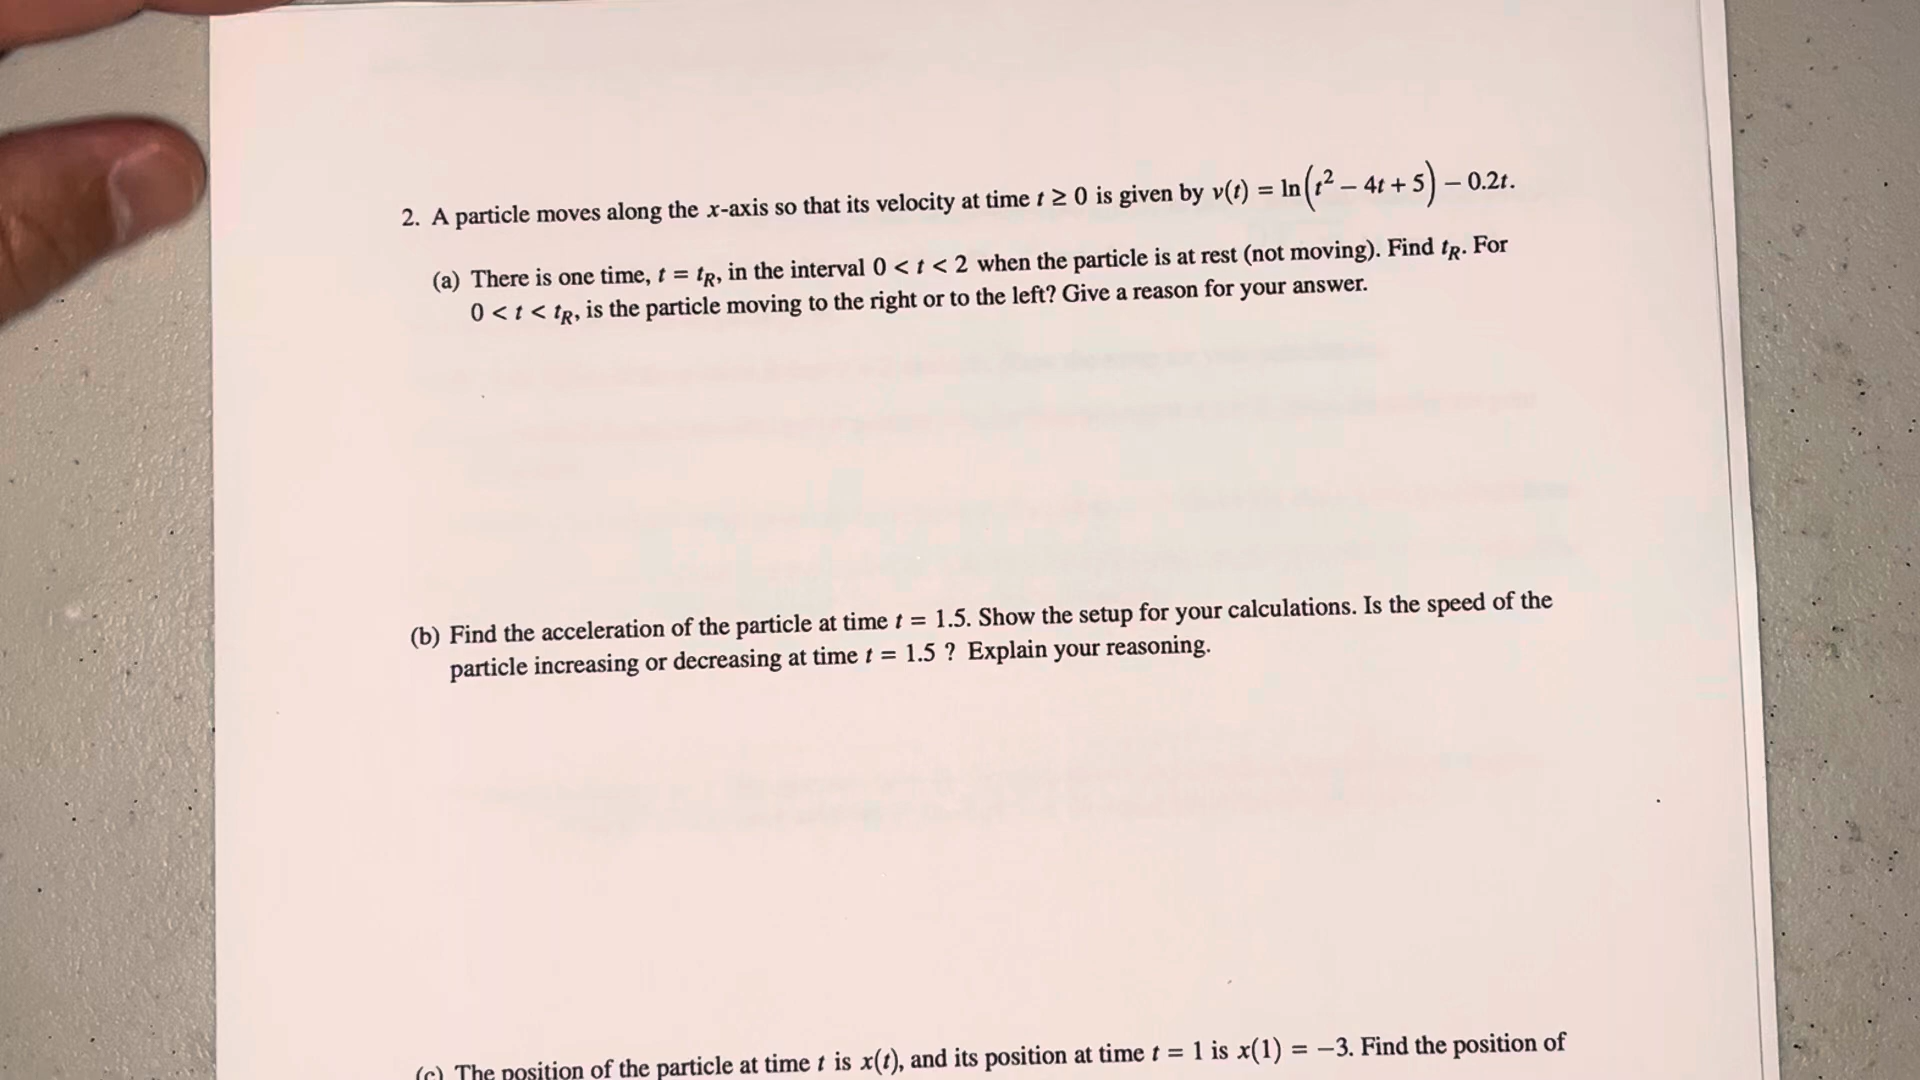 2. A particle moves along the x-axis so that its velocity at time t ≥ 0 is given by v(t) = ln(t² – 4t + 5) – 0.2t.
(a) There is one time, t = t_R, in the interval 0 < t < 2 when the particle is at rest (not moving). Find t_R. For
0 < t < t_R, is the particle moving to the right or to the left? Give a reason for your answer.
(b) Find the acceleration of the particle at time t = 1.5. Show the setup for your calculations. Is the speed of the
particle increasing or decreasing at time t = 1.5 ? Explain your reasoning.
(c) The position of the particle at time t is x(t), and its position at time t = 1 is x(1) = –3. Find the position of